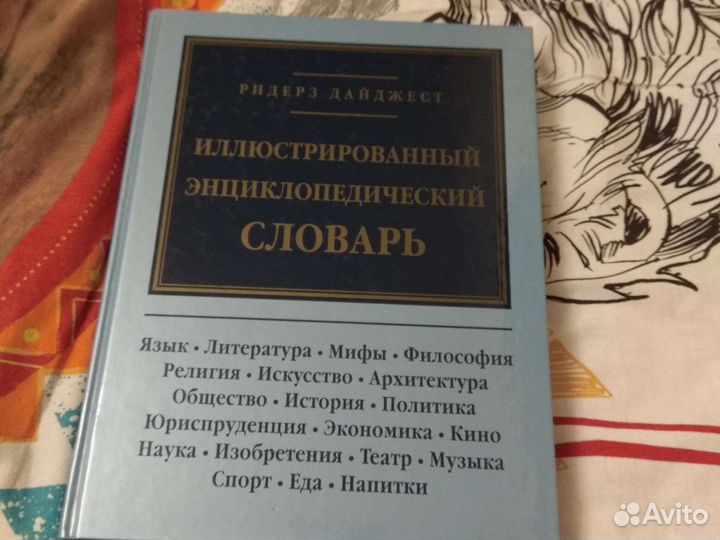 РИДЕРЗ ДАЙДЖЕСТ
ИЛЛЮСТРИРОВАННЫЙ
ЭНЦИКЛОПЕДИЧЕСКИЙ
СЛОВАРЬ
Язык • Литература • Мифы • Философия
Религия • Искусство • Архитектура
Общество • История • Политика
Юриспруденция • Экономика • Кино
Наука • Изобретения • Театр • Музыка
Спорт • Еда • Напитки
Avito